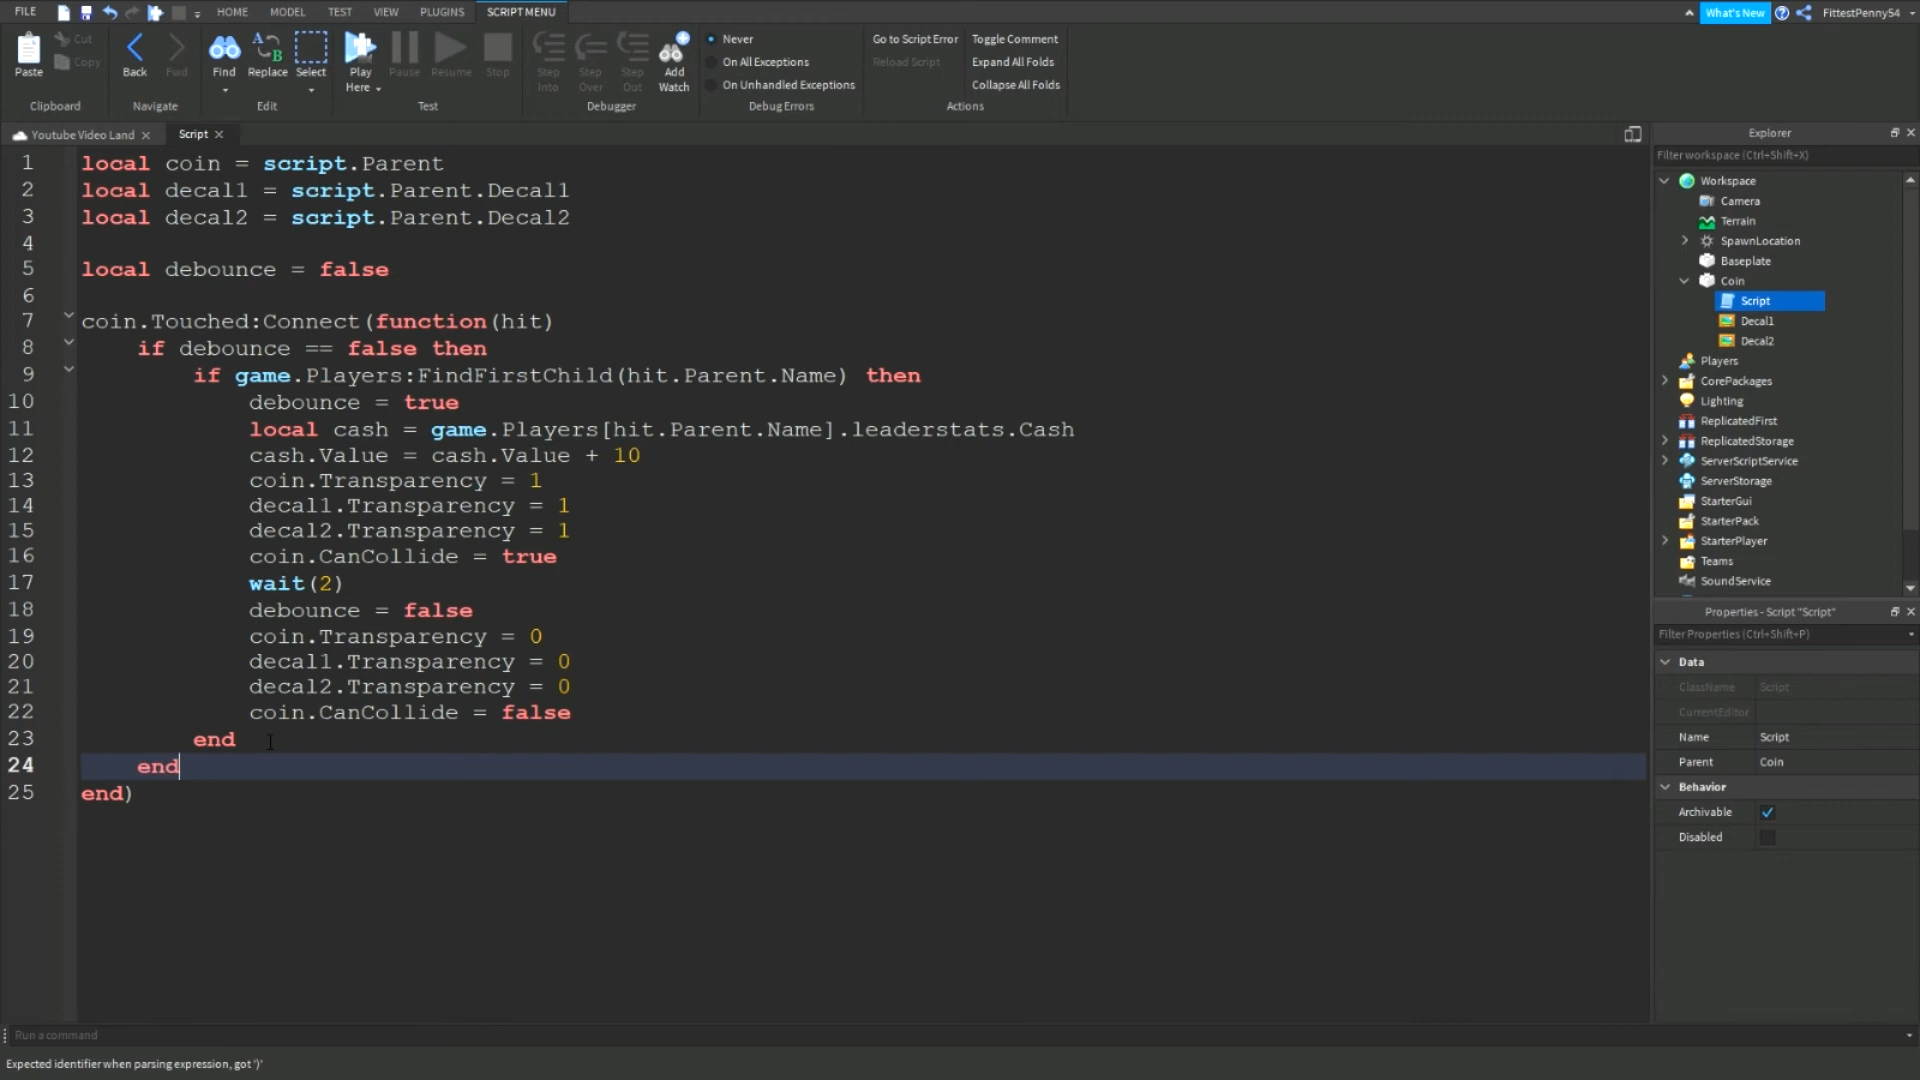 FILE HOME MODEL TEST VIEW PLUGINS SCRIPT MENU What's New FittestPenny54
Paste Cut Copy Clipboard
Back Fwd Navigate
Find Replace Select Edit
Play Here Pause Resume Stop Test
Step Into Step Over Step Out Add Watch Debugger
Never
On All Exceptions
On Unhandled Exceptions
Debug Errors
Go to Script Error Toggle Comment
Reload Script Expand All Folds
Collapse All Folds
Actions
Youtube Video Land Script
1 local coin = script.Parent
2 local decal1 = script.Parent.Decal1
3 local decal2 = script.Parent.Decal2
4
5 local debounce = false
6
7 coin.Touched:Connect(function(hit)
8 if debounce == false then
9 if game.Players:FindFirstChild(hit.Parent.Name) then
10 debounce = true
11 local cash = game.Players[hit.Parent.Name].leaderstats.Cash
12 cash.Value = cash.Value + 10
13 coin.Transparency = 1
14 decal1.Transparency = 1
15 decal2.Transparency = 1
16 coin.CanCollide = true
17 wait(2)
18 debounce = false
19 coin.Transparency = 0
20 decal1.Transparency = 0
21 decal2.Transparency = 0
22 coin.CanCollide = false
23 end
24 end
25 end)
Explorer
Filter workspace (Ctrl+Shift+X)
Workspace
Camera
Terrain
SpawnLocation
Baseplate
Coin
Script
Decal1
Decal2
Players
CorePackages
Lighting
ReplicatedFirst
ReplicatedStorage
ServerScriptService
ServerStorage
StarterGui
StarterPack
StarterPlayer
Teams
SoundService
Properties - Script "Script"
Filter Properties (Ctrl+Shift+P)
Data
ClassName Script
CurrentEditor
Name Script
Parent Coin
Behavior
Archivable
Disabled
Run a command
Expected identifier when parsing expression, got ')'